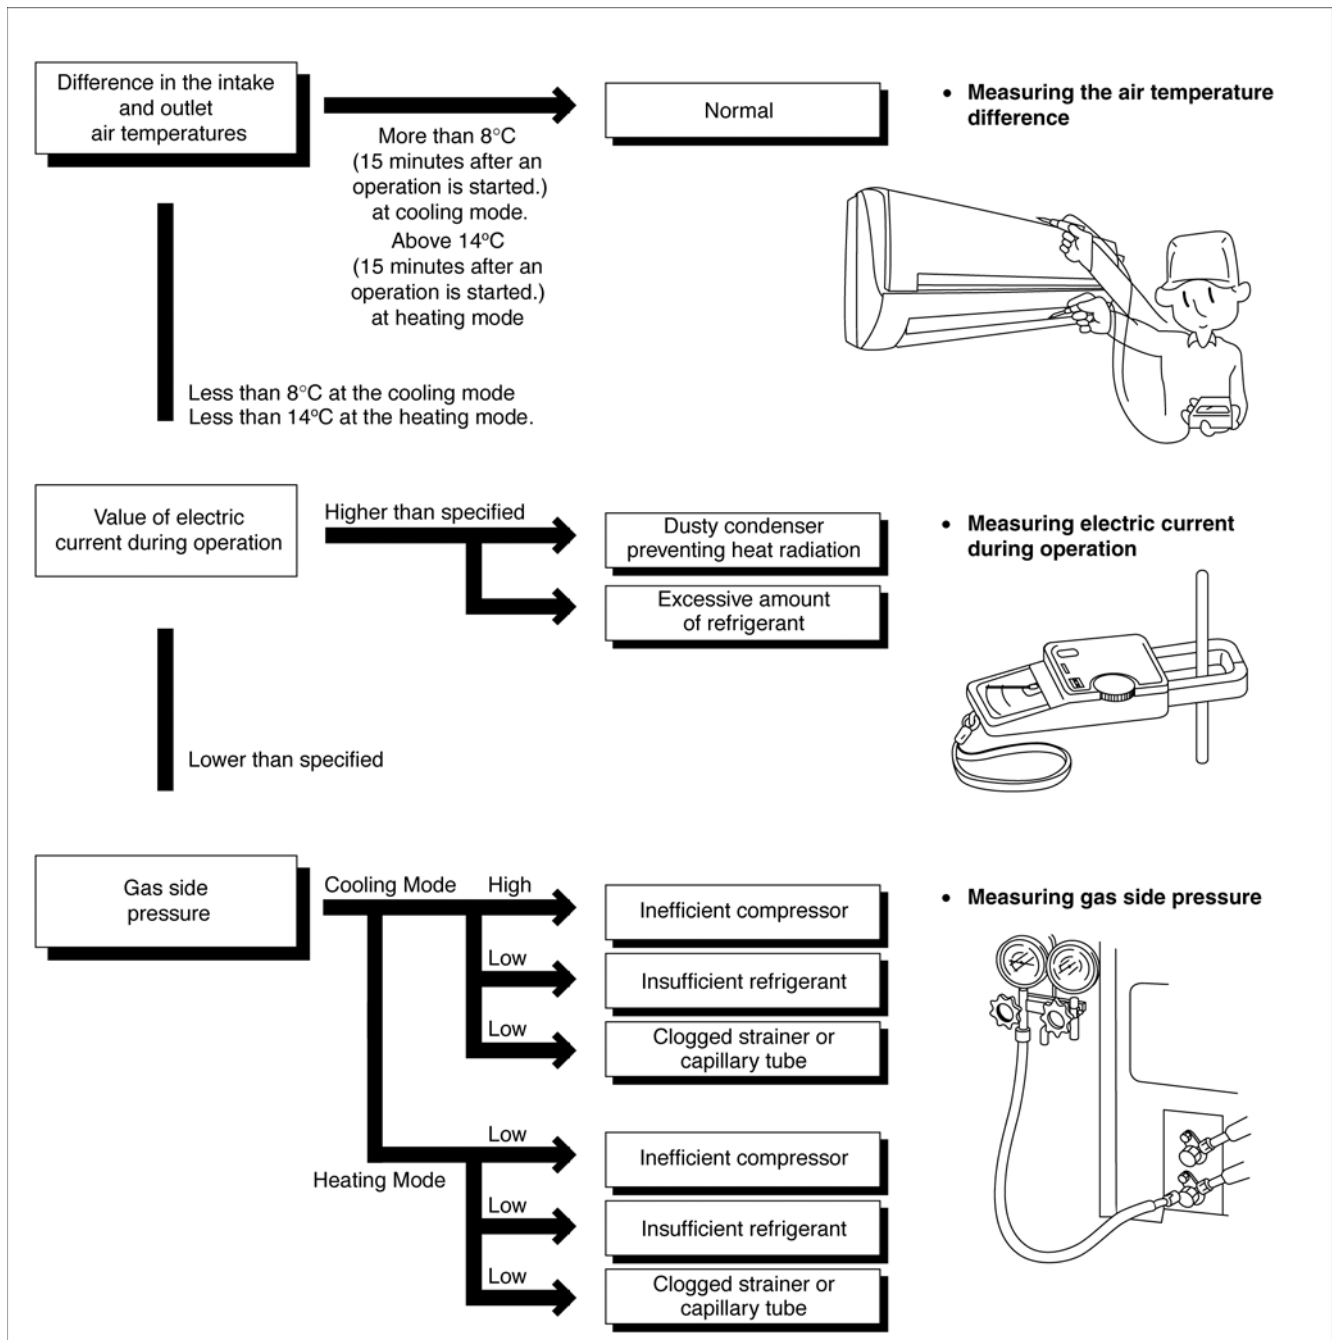 Difference in the intake
and outlet
air temperatures
More than 8°C
(15 minutes after an
operation is started.)
at cooling mode.
Above 14ºC
(15 minutes after an
operation is started.)
at heating mode
Normal
• Measuring the air temperature
difference
Less than 8°C at the cooling mode
Less than 14ºC at the heating mode.
Value of electric
current during operation
Higher than specified
Dusty condenser
preventing heat radiation
Excessive amount
of refrigerant
• Measuring electric current
during operation
Lower than specified
Gas side
pressure
Cooling Mode
High
Inefficient compressor
Low
Insufficient refrigerant
Low
Clogged strainer or
capillary tube
• Measuring gas side pressure
Heating Mode
Low
Inefficient compressor
Low
Insufficient refrigerant
Low
Clogged strainer or
capillary tube